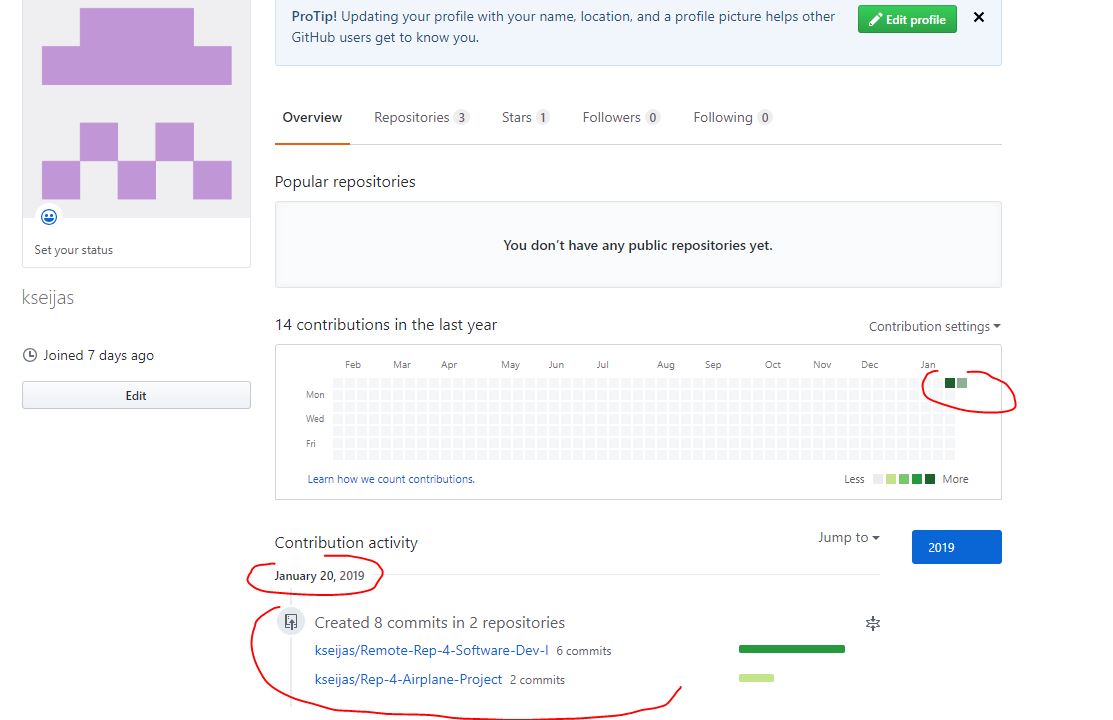 ProTip! Updating your profile with your name, location, and a profile picture helps other
GitHub users get to know you.
Edit profile
Overview Repositories 3 Stars 1 Followers 0 Following 0
Popular repositories
You don't have any public repositories yet.
Set your status
kseijas
Joined 7 days ago
Edit
14 contributions in the last year
Contribution settings
Feb Mar Apr May Jun Jul Aug Sep Oct Nov Dec Jan
Mon
Wed
Fri
Learn how we count contributions.
Less More
Contribution activity
Jump to
2019
January 20, 2019
Created 8 commits in 2 repositories
kseijas/Remote-Rep-4-Software-Dev-I 6 commits
kseijas/Rep-4-Airplane-Project 2 commits